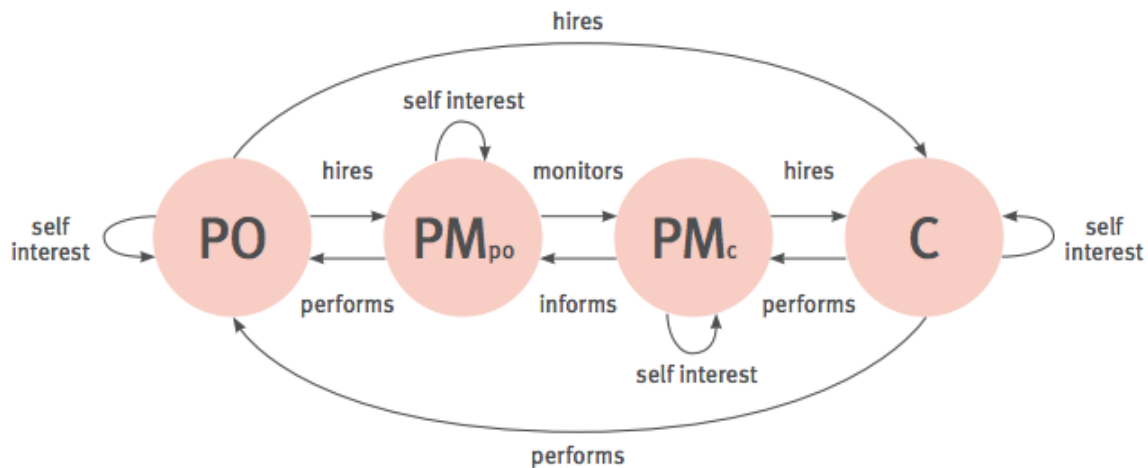 hires
self interest
hires
monitors
hires
self
interest
PO
PMpo
PMc
C
self
interest
performs
informs
performs
self interest
performs